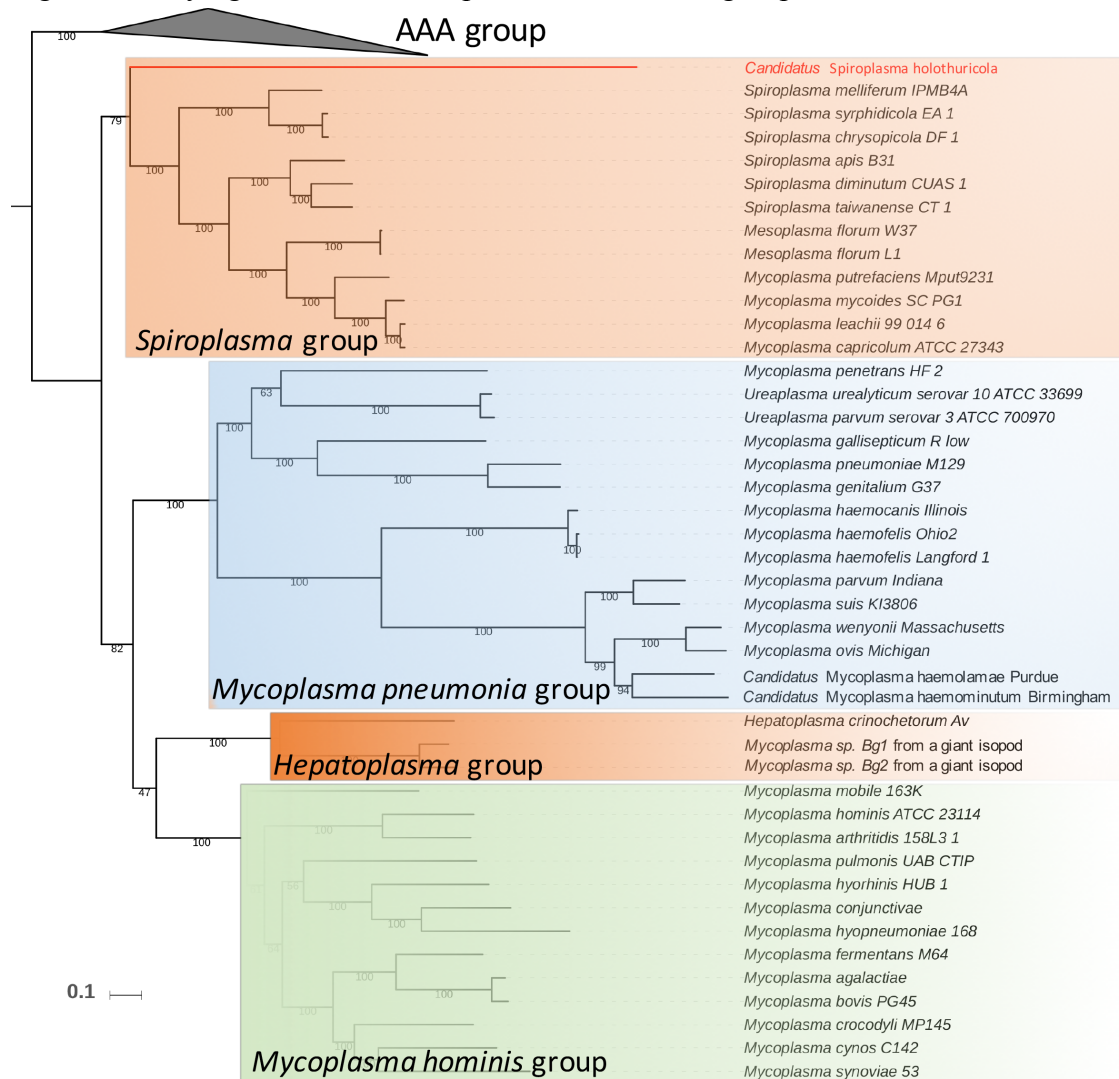 AAA group
100
Candidatus Spiroplasma holothuricola
Spiroplasma melliferum IPMB4A
100
Spiroplasma syrphidicola EA 1
79
100
Spiroplasma chrysopicola DF 1
Spiroplasma apis B31
100
100
Spiroplasma diminutum CUAS 1
100
Spiroplasma taiwanense CT 1
100
Mesoplasma florum W37
100
Mesoplasma florum L1
100
Mycoplasma putrefaciens Mput9231
100
Mycoplasma mycoides SC PG1
100
Mycoplasma leachii 99 014 6
100
Spiroplasma group
Mycoplasma capricolum ATCC 27343
Mycoplasma penetrans HF 2
63
Ureaplasma urealyticum serovar 10 ATCC 33699
100
Ureaplasma parvum serovar 3 ATCC 700970
100
Mycoplasma gallisepticum R low
100
Mycoplasma pneumoniae M129
100
Mycoplasma genitalium G37
100
Mycoplasma haemocanis Illinois
100
Mycoplasma haemofelis Ohio2
100
Mycoplasma haemofelis Langford 1
100
Mycoplasma parvum Indiana
100
Mycoplasma suis KI3806
100
Mycoplasma wenyonii Massachusetts
100
82
Mycoplasma ovis Michigan
99
Candidatus Mycoplasma haemolamae Purdue
94
Mycoplasma pneumonia group
Candidatus Mycoplasma haemominutum Birmingham
Hepatoplasma crinochetorum Av
100
Mycoplasma sp. Bg1 from a giant isopod
Hepatoplasma group
Mycoplasma sp. Bg2 from a giant isopod
47
Mycoplasma mobile 163K
Mycoplasma hominis ATCC 23114
100
100
Mycoplasma arthritidis 158L3 1
Mycoplasma pulmonis UAB CTIP
Mycoplasma hyorhinis HUB 1
100
Mycoplasma conjunctivae
100
Mycoplasma hyopneumoniae 168
Mycoplasma fermentans M64
100
Mycoplasma agalactiae
100
0.1
Mycoplasma bovis PG45
100
Mycoplasma crocodyli MP145
100
Mycoplasma cynos C142
Mycoplasma hominis group
Mycoplasma synoviae 53